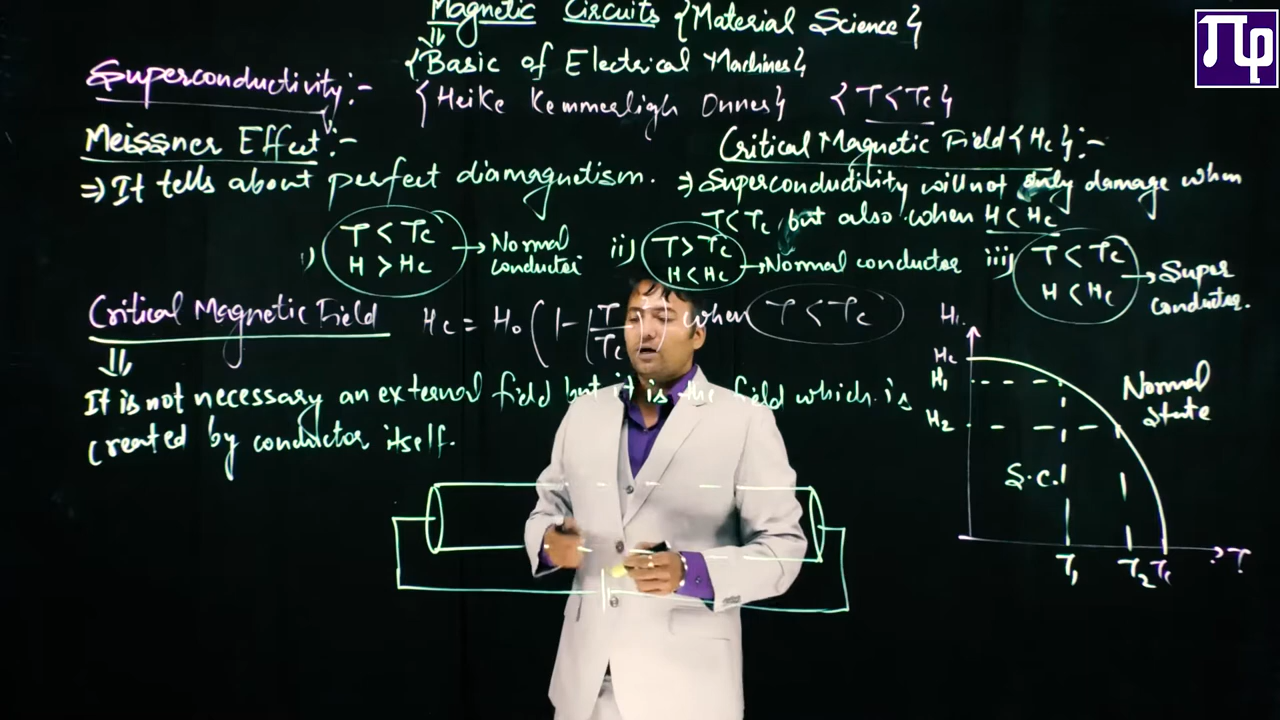 Magnetic Circuits {Material Science}
⇓
{Basic of Electrical Machines}
Superconductivity:- {Heike Kemmerligh Onnes} {T<Tc}
Meissner Effect:-
⇒ It tells about perfect diamagnetism.
Critical Magnetic Field {Hc}:-
⇒ Superconductivity will not only damage when
T<Tc but also when H<Hc
i) T<Tc H>Hc → Normal conductor
ii) T>Tc H<Hc → Normal conductor
iii) T<Tc H<Hc → Super conductor.
Critical Magnetic Field Hc = Ho (1-(T/Tc when T<Tc
⇓
It is not necessary an external field but it is the field which is
created by conductor itself.
H
Hc
H1
H2
Normal State
S.C.
T1 T2 Tc
T
πφ